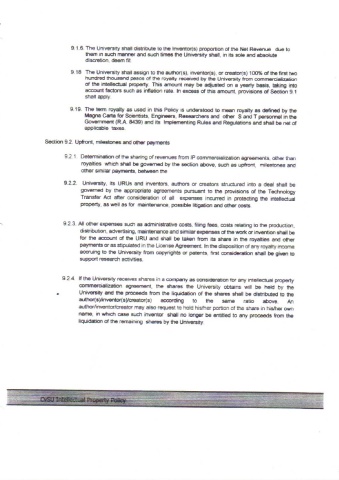 9.1.6. The University shall distribute to the Inventor(s) proportion of the Net Revenue due to
them in such manner and such times the University shall, in its sole and absolute
discretion, deem fit
9.18 The University shall assign to the author(s), inventor(s), or creator(s) 100% of the first two
hundred thousand pesos of the royalty received by the University from commercialization
of the intellectual property. This amount may be adjusted on a yearly basis, taking into
account factors such as inflation rate. In excess of this amount, provisions of Section 9.1
shall apply.
9.19. The term royalty as used in this Policy is understood to mean royalty as defined by the
Magna Carta for Scientists, Engineers, Researchers and other S and T personnel in the
Government (R.A. 8439) and its Implementing Rules and Regulations and shall be net of
applicable taxes.
Section 9.2. Upfront, milestones and other payments
9.2.1. Determination of the sharing of revenues from IP commercialization agreements, other than
royalties which shall be governed by the section above, such as upfront, milestones and
other similar payments, between the
9.2.2. University, its URUs and inventors, authors or creators structured into a deal shall be
governed by the appropriate agreements pursuant to the provisions of the Technology
Transfer Act after consideration of all expenses incurred in protecting the intellectual
property, as well as for maintenance, possible litigation and other costs.
9.2.3. All other expenses such as administrative costs, filing fees, costs relating to the production,
distribution, advertising, maintenance and similar expenses of the work or invention shall be
for the account of the URU and shall be taken from its share in the royalties and other
payments or as stipulated in the License Agreement. In the disposition of any royalty income
accruing to the University from copyrights or patents, first consideration shall be given to
support research activities.
9.2.4. If the University receives shares in a company as consideration for any intellectual property
commercialization agreement, the shares the University obtains will be held by the
University and the proceeds from the liquidation of the shares shall be distributed to the
author(s)/inventor(s)/creator(s) according to the same ratio above. An
author/inventor/creator may also request to hold his/her portion of the share in his/her own
name, in which case such inventor shall no longer be entitled to any proceeds from the
liquidation of the remaining shares by the University.
CvSU Intellectual Property Policy